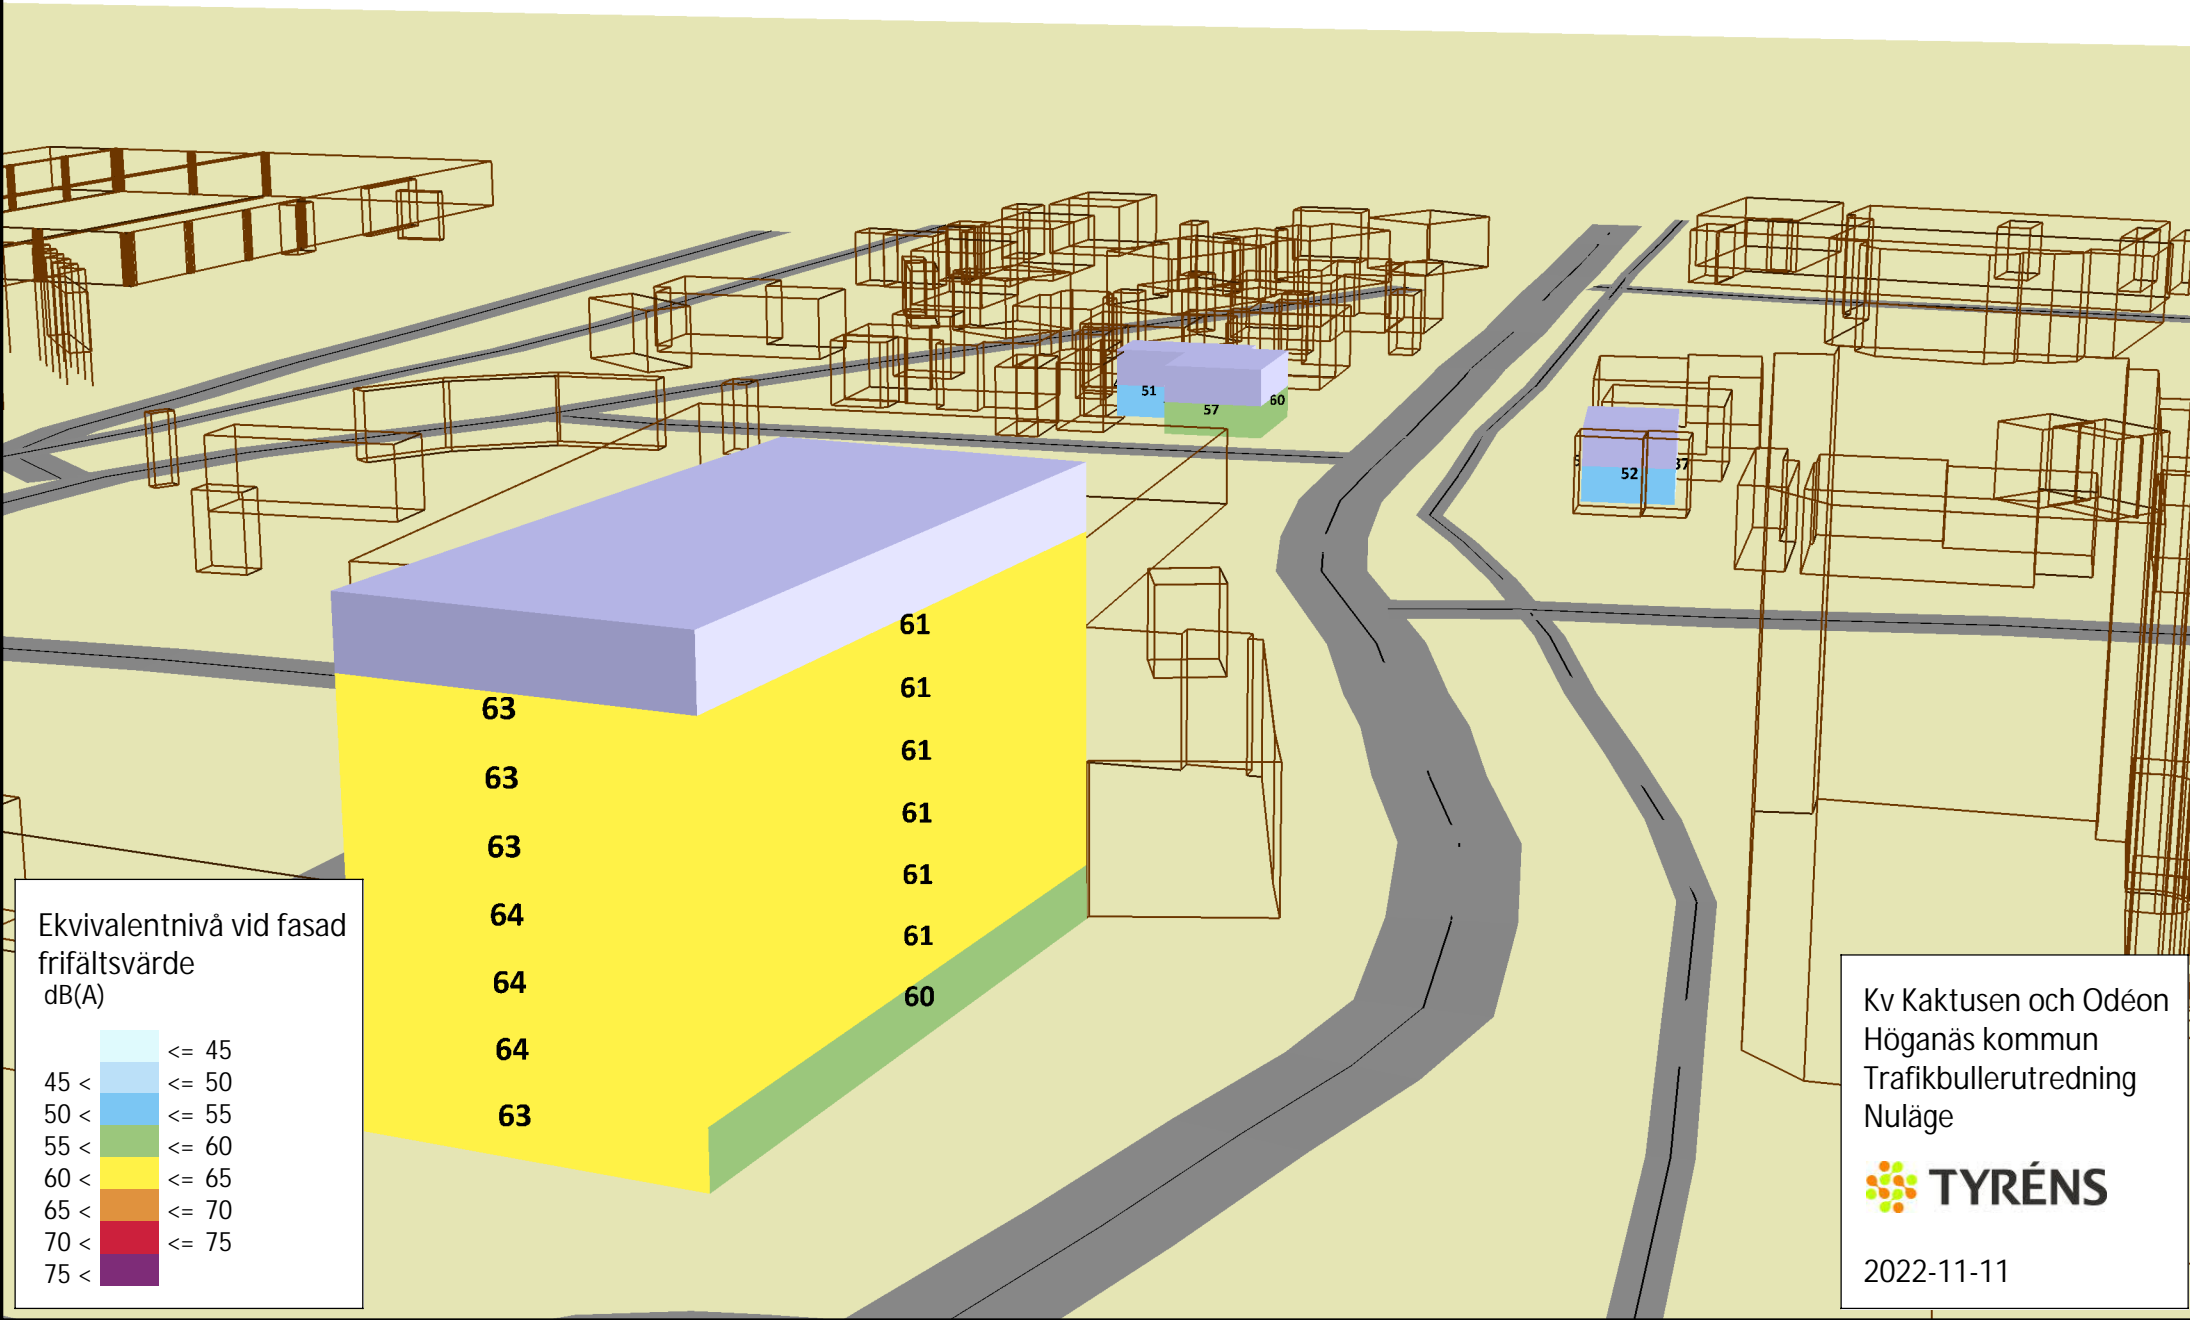 51
57
60
52
37
61
61
61
61
61
61
60
63
63
63
64
64
64
63
Ekvivalentnivå vid fasad
frifältsvärde
dB(A)
<= 45
45 < <= 50
50 < <= 55
55 < <= 60
60 < <= 65
65 < <= 70
70 < <= 75
75 <
Kv Kaktusen och Odéon
Höganäs kommun
Trafikbullerutredning
Nuläge
TYRÉNS
2022-11-11